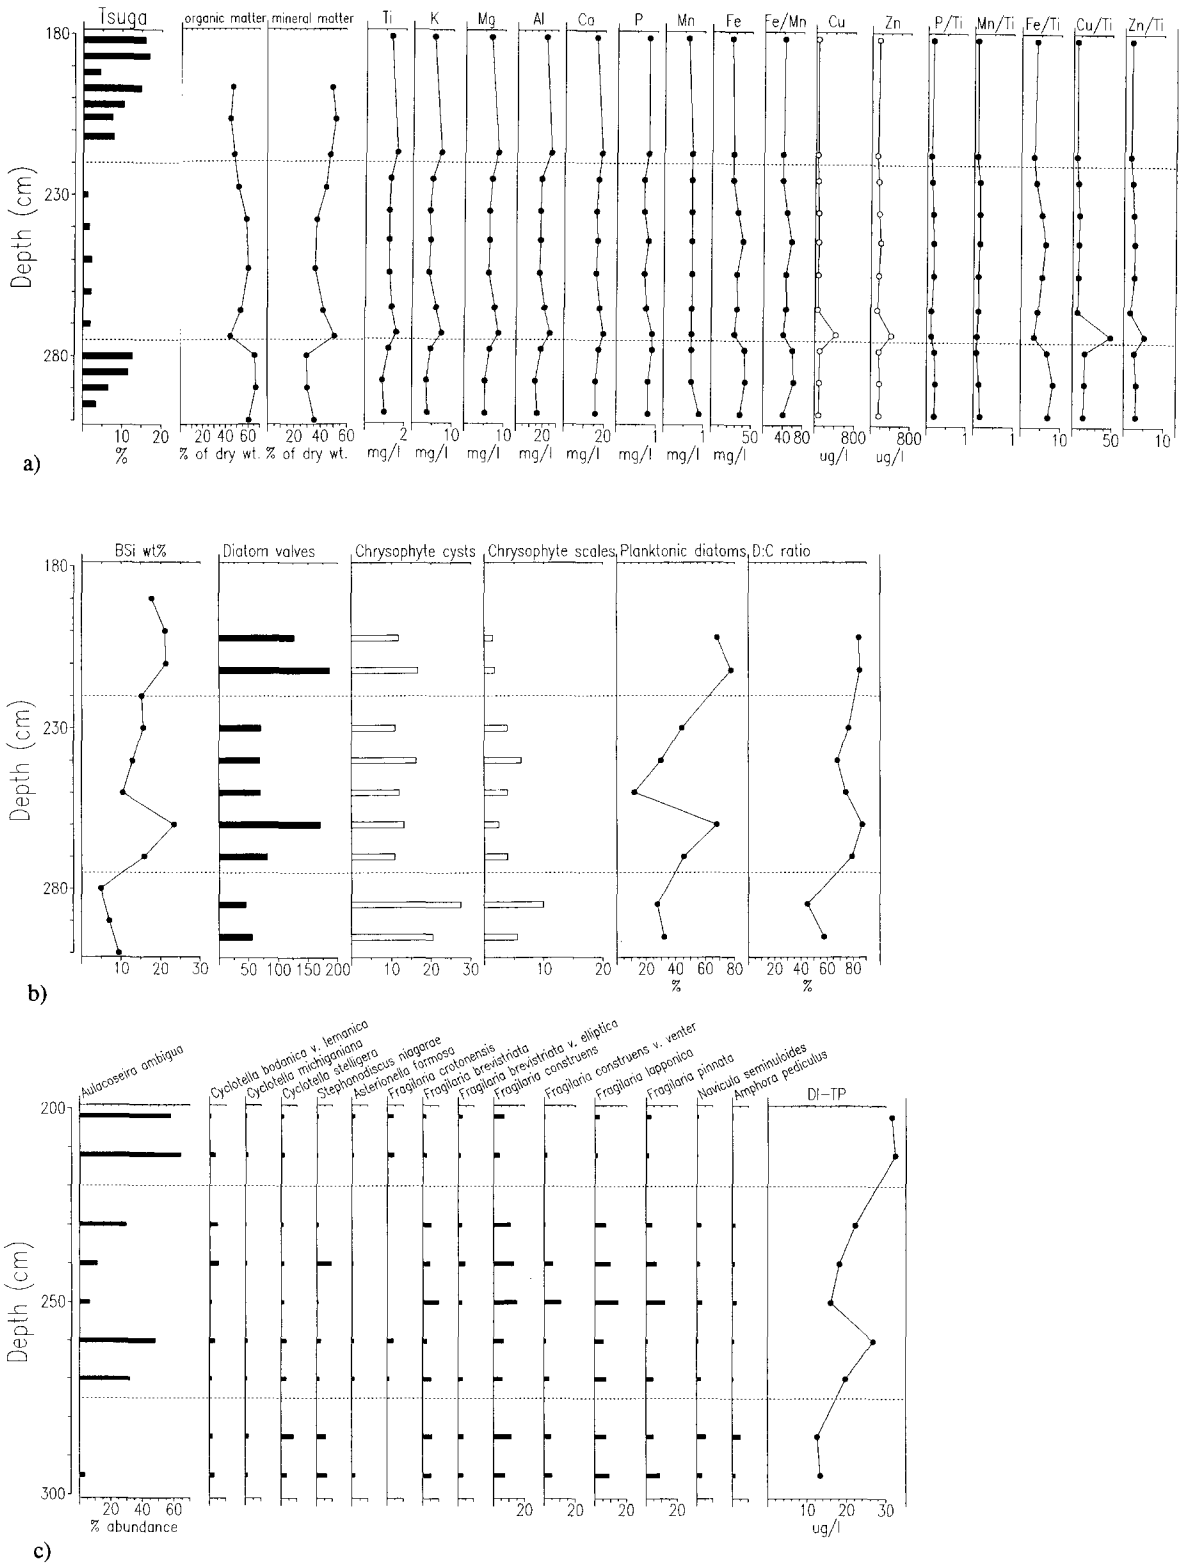 Tsuga organic matter mineral matter Ti K Mg Al Ca P Mn Fe Fe/Mn Cu Zn P/Ti Mn/Ti Fe/Ti Cu/Ti Zn/Ti
180
230
280
Depth (cm)
10 20 20 40 60 20 40 60 2 10 10 20 20 1 1 50 40 80 800 800 1 1 10 50 10
% % of dry wt. % of dry wt. mg/l mg/l mg/l mg/l mg/l mg/l mg/l mg/l ug/l ug/l
a)
BSi wt% Diatom valves Chrysophyte cysts Chrysophyte scales Planktonic diatoms D:C ratio
180
230
280
Depth (cm)
10 20 30 50 100 150 200 10 20 30 20 20 40 60 80 40 60 80
% %
b)
Aulacoseira ambigua
Cyclotella bodanica v. lemanica
Cyclotella michiganiana
Cyclotella stelligera
Stephanodiscus niagarae
Asterionella formosa
Fragilaria crotonensis
Fragilaria brevistriata
Fragilaria brevistriata v. elliptica
Fragilaria construens
Fragilaria construens v. venter
Fragilaria lapponica
Fragilaria pinnata
Navicula seminuloides
Amphora pediculus
DI-TP
200
250
300
Depth (cm)
20 40 60 20 20 20 20 10 20 30
% abundance ug/l
c)